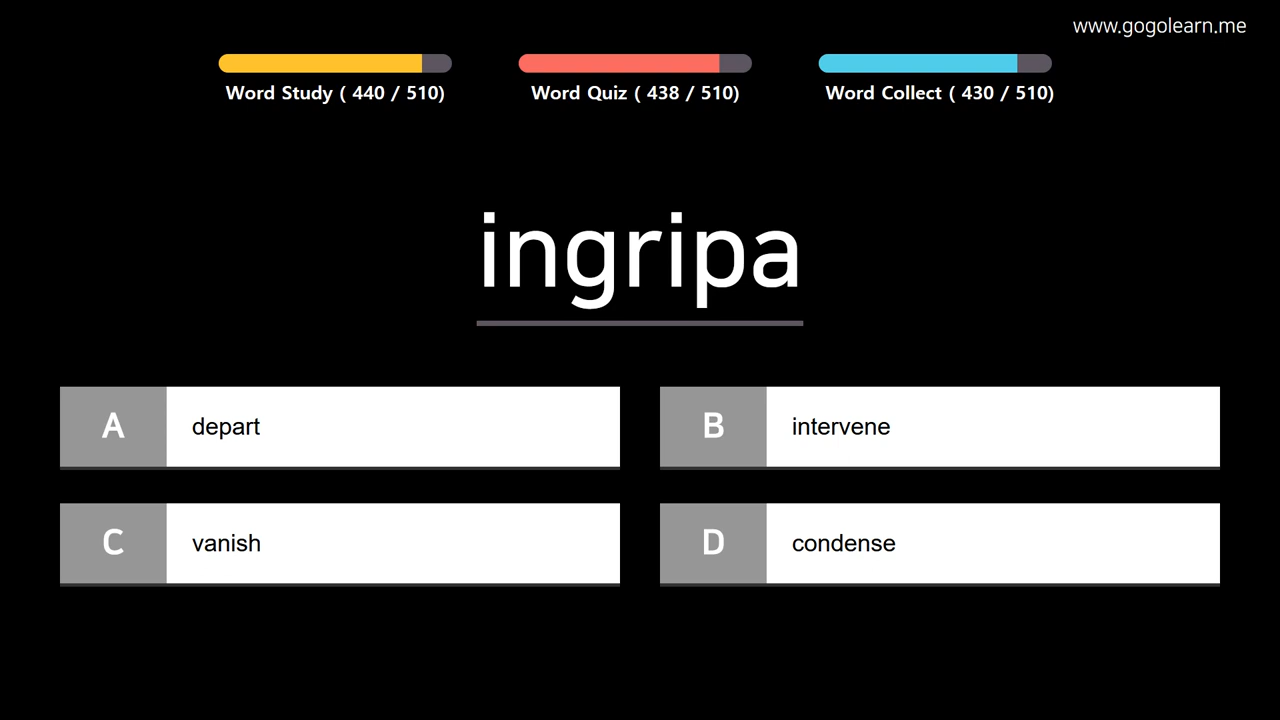 www.gogolearn.me
Word Study ( 440 / 510)
Word Quiz ( 438 / 510)
Word Collect ( 430 / 510)
ingripa
A depart
B intervene
C vanish
D condense